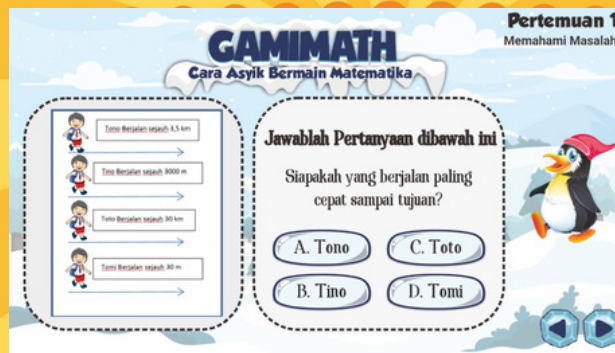 Pertemuan 1
Memahami Masalah
GAMIMATH
Cara Asyik Bermain Matematika
Tono Berjalan sejauh 3,5 km
Tino Berjalan sejauh 3000 m
Toto Berjalan sejauh 30 km
Tomi Berjalan sejauh 30 m
Jawablah Pertanyaan dibawah ini
Siapakah yang berjalan paling
cepat sampai tujuan?
A. Tono
C. Toto
B. Tino
D. Tomi